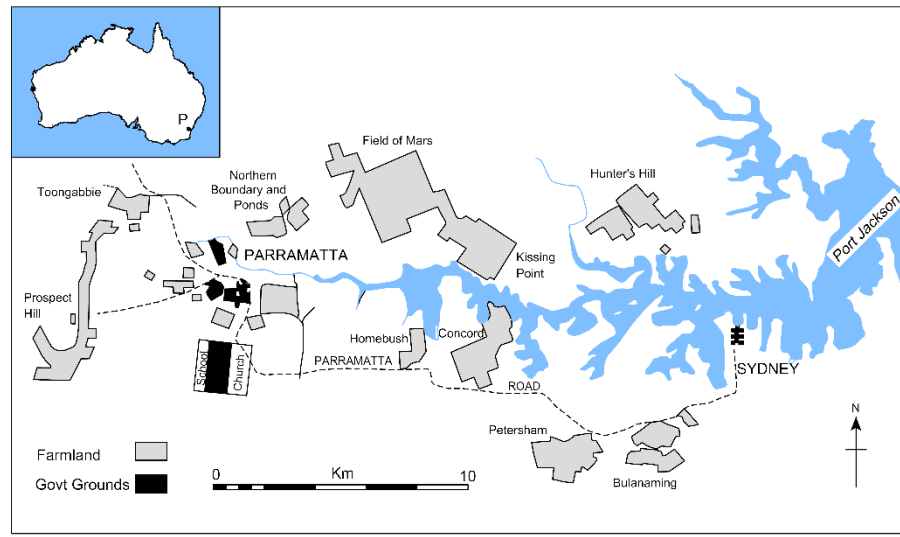 P
Field of Mars
Northern
Boundary and
Ponds
Toongabbie
Hunter's Hill
Port Jackson
PARRAMATTA
Kissing
Point
Prospect
Hill
Homebush
Concord
School
Church
PARRAMATTA
ROAD
SYDNEY
Petersham
Bulanaming
N
Farmland
Govt Grounds
0
Km
10